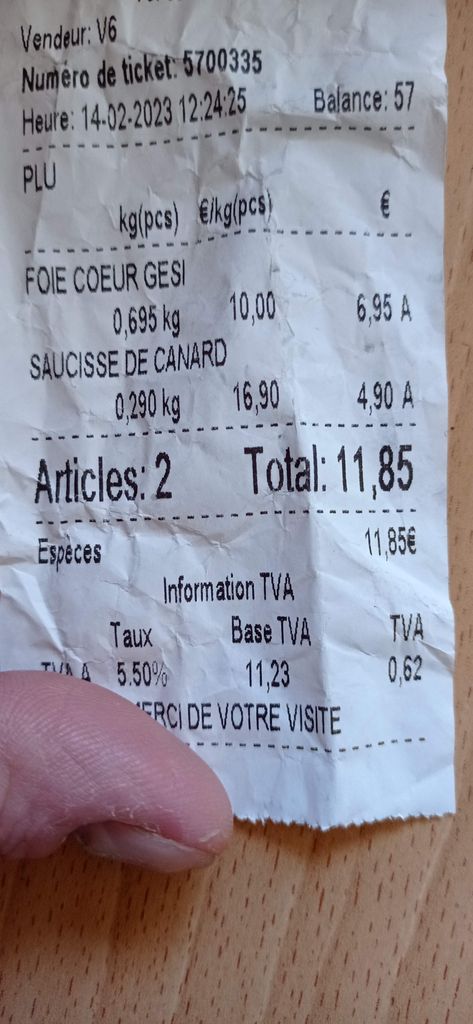 Vendeur: V6
Numéro de ticket: 5700335
Heure: 14-02-2023 12:24:25 Balance: 57
PLU
kg(pcs) €/kg(pcs) €
FOIE COEUR GESI
0,695 kg 10,00 6,95 A
SAUCISSE DE CANARD
0,290 kg 16,90 4,90 A
Articles: 2 Total: 11,85
Espèces 11,85€
Information TVA
Taux Base TVA TVA
TVA A 5.50% 11,23 0,62
MERCI DE VOTRE VISITE